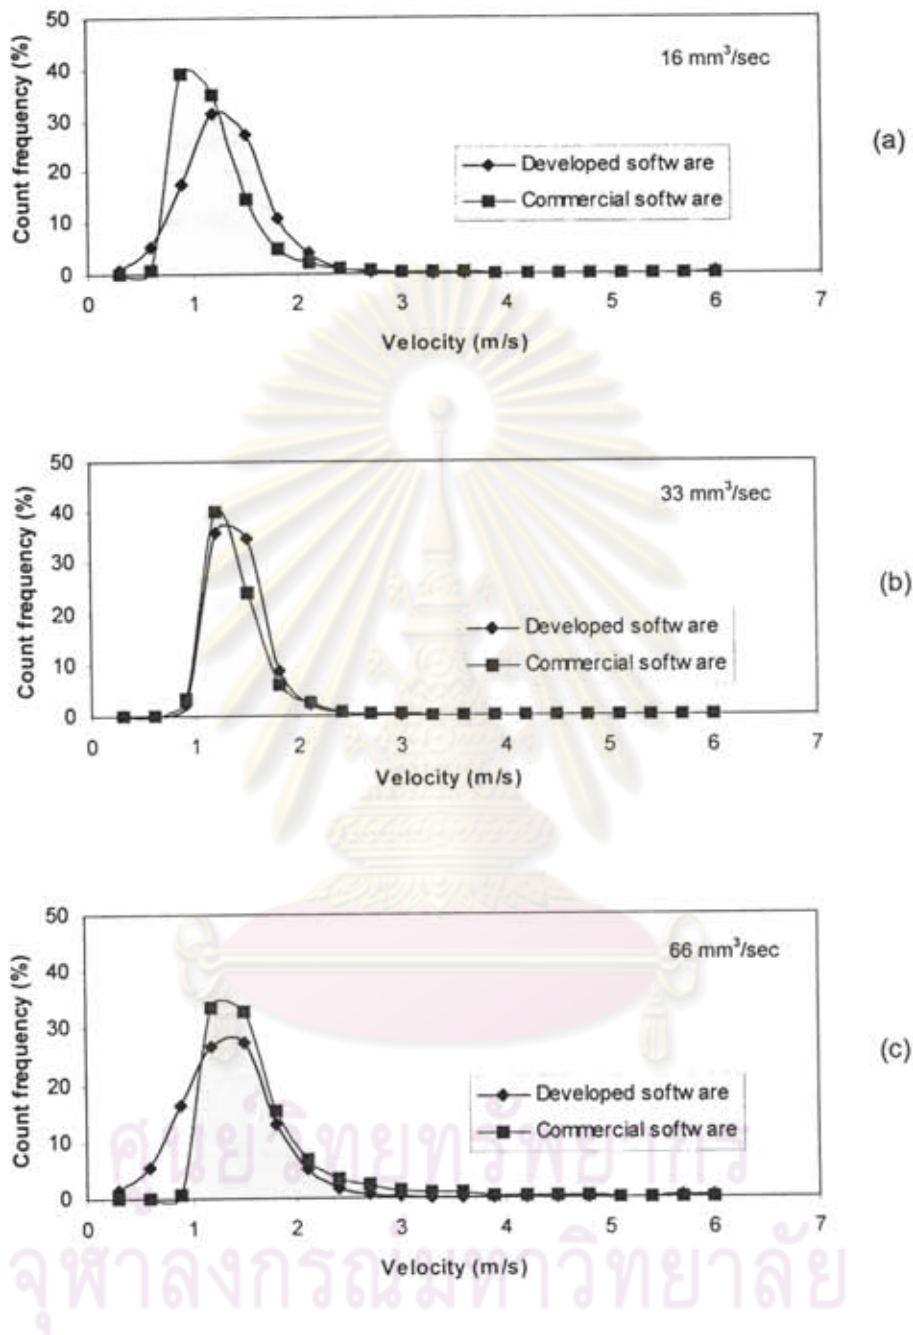 50
40
30
20
10
0
Count frequency (%)
16 mm³/sec
Developed softw are
Commercial softw are
0 1 2 3 4 5 6 7
Velocity (m/s)
(a)
50
40
30
20
10
0
Count frequency (%)
33 mm³/sec
Developed softw are
Commercial softw are
0 1 2 3 4 5 6 7
Velocity (m/s)
(b)
50
40
30
20
10
0
Count frequency (%)
66 mm³/sec
Developed softw are
Commercial softw are
0 1 2 3 4 5 6 7
Velocity (m/s)
(c)
ศูนย์วิทยทรัพยากร
จุฬาลงกรณ์มหาวิทยาลัย